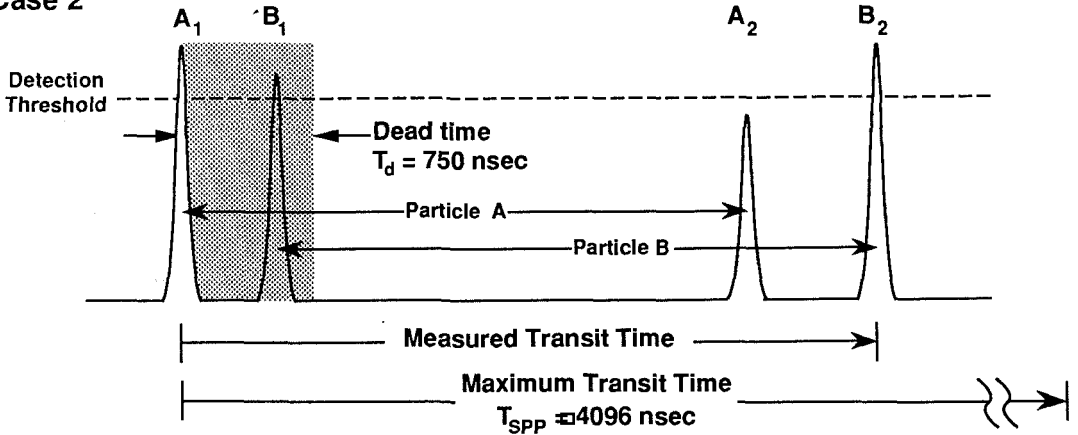 Case 2
A1 B1 A2 B2
Detection
Threshold
Dead time
Td = 750 nsec
Particle A
Particle B
Measured Transit Time
Maximum Transit Time
TSPP = 4096 nsec